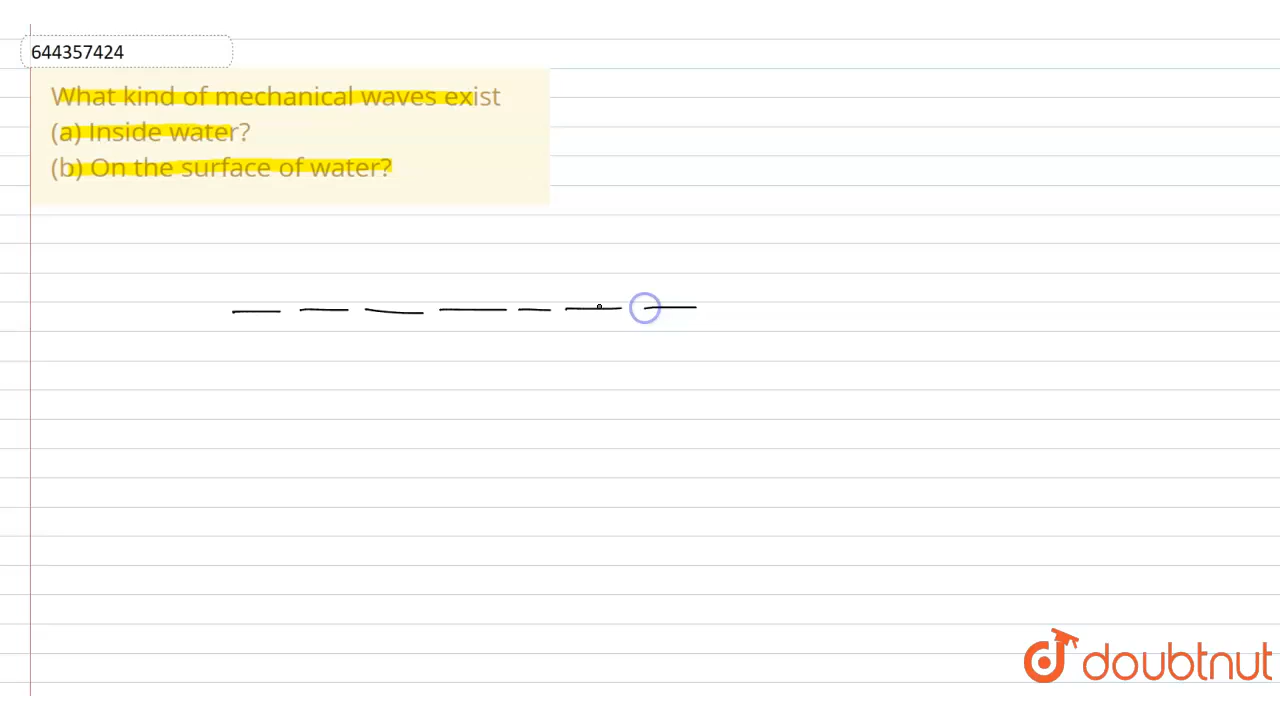 644357424
What kind of mechanical waves exist
(a) Inside water?
(b) On the surface of water?
doubtnut